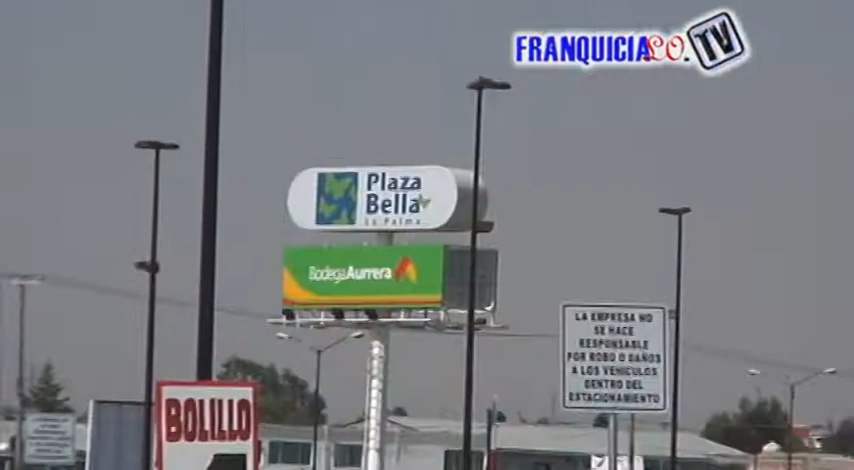 FRANQUICIALO.TV
Plaza
Bella
La Palma
BodegaAurrera
LA EMPRESA NO
SE HACE
RESPONSABLE
POR ROBO O DAÑOS
A LOS VEHICULOS
DENTRO DEL
ESTACIONAMIENTO.
BOLILLO